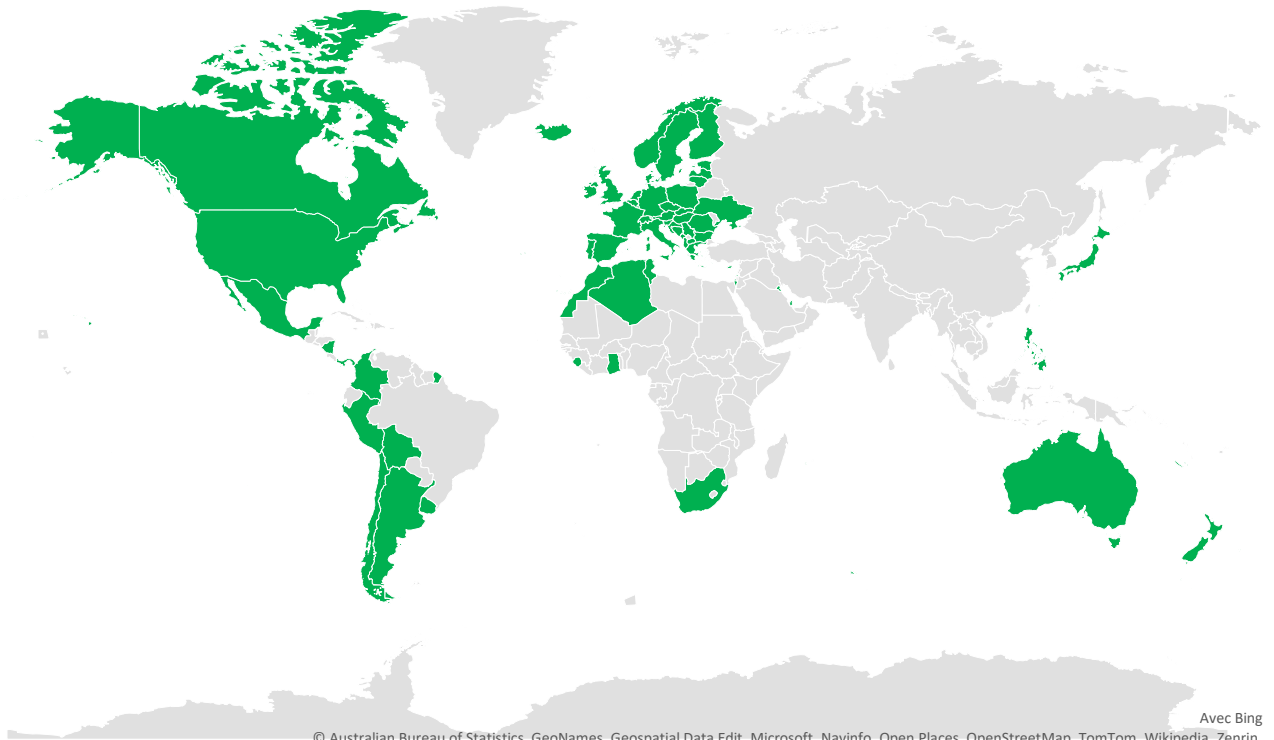 Avec Bing
© Australian Bureau of Statistics, GeoNames, Geospatial Data Edit, Microsoft, Navinfo, Open Places, OpenStreetMap, TomTom, Wikipedia, Zenrin